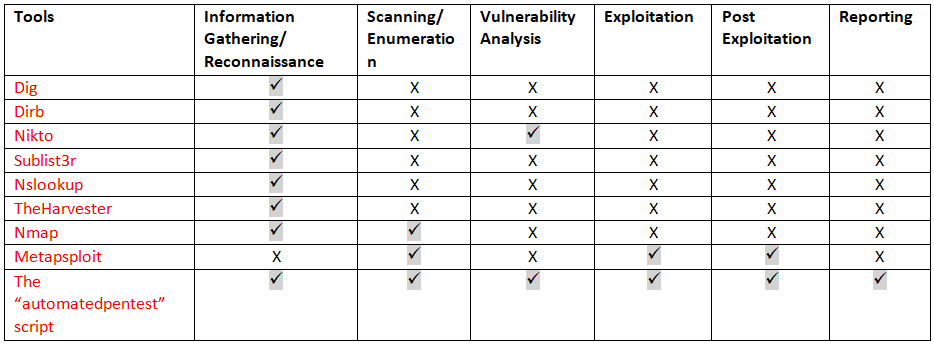 Tools Information Scanning/ Vulnerability Exploitation Post Reporting
Gathering/ Enumeratio Analysis Exploitation
Reconnaissance n
Dig ✓ X X X X X
Dirb ✓ X X X X X
Nikto ✓ X ✓ X X X
Sublist3r ✓ X X X X X
Nslookup ✓ X X X X X
TheHarvester ✓ X X X X X
Nmap ✓ ✓ X X X X
Metapsploit X ✓ X ✓ ✓ X
The ✓ ✓ ✓ ✓ ✓ ✓
“automatedpentest”
script